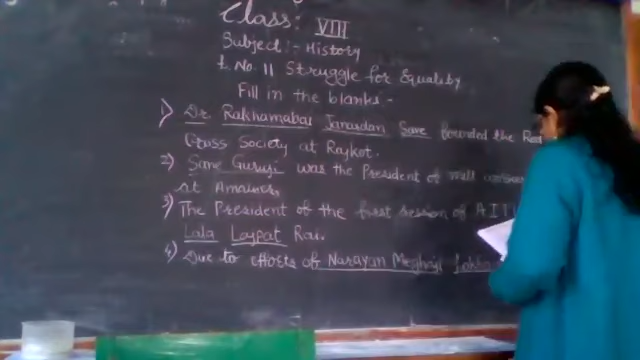 Class: VIII
Subject:- History
L. No. 11 Struggle for Equality
Fill in the blanks -
1) Dr. Rakhamabai Janardan Save founded the Red
Cross Society at Rajkot.
2) Sane Guruji was the President of mill
at Amalner
3) The President of the first session of AIT
Lala Lajpat Rai.
4) Due to efforts of Narayan Meghaji Lokha